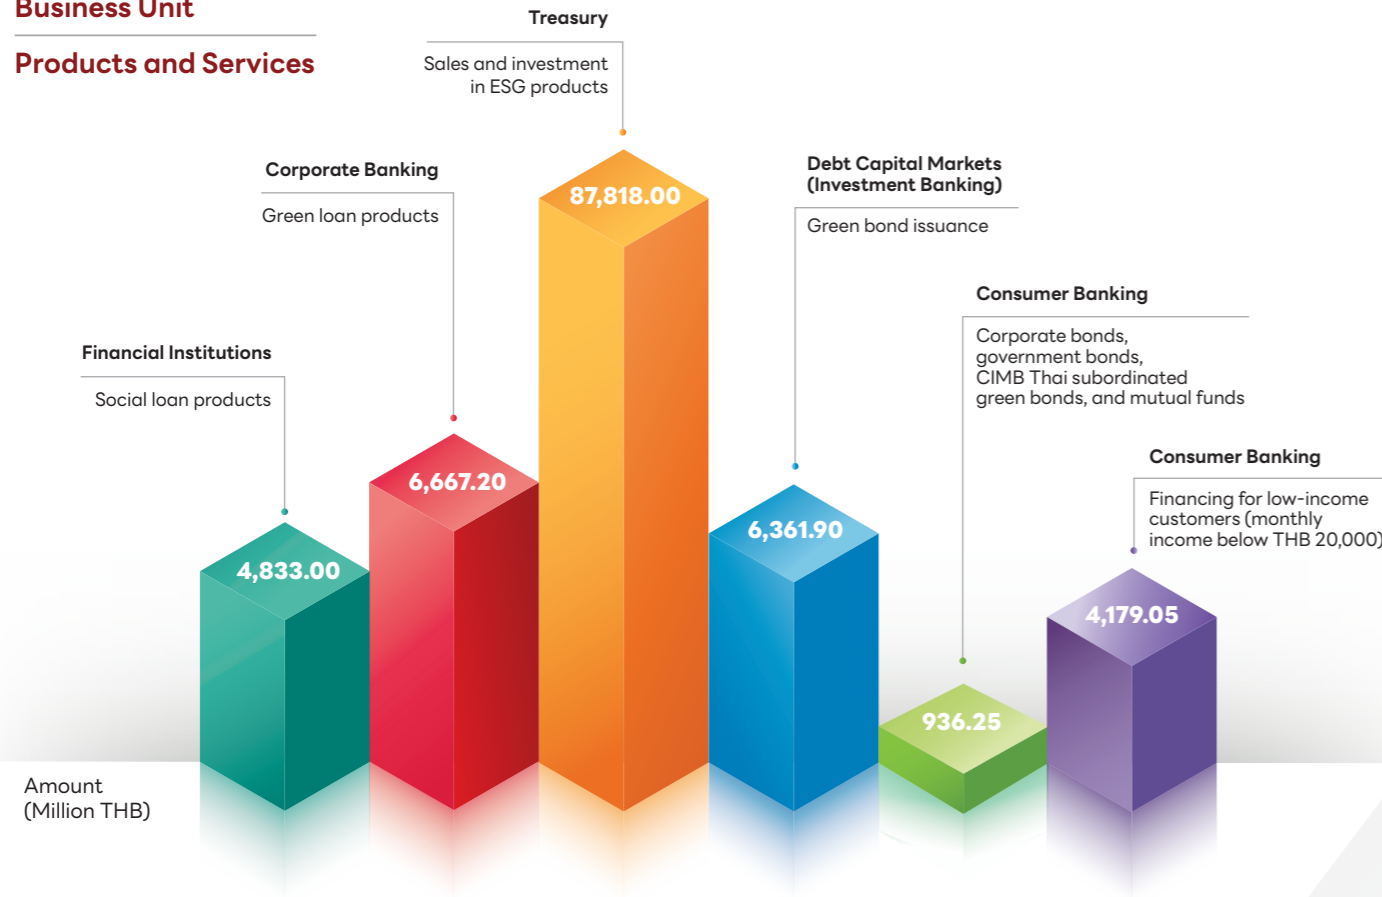 Business Unit
Products and Services
Treasury
Sales and investment
in ESG products
87,818.00
Corporate Banking
Green loan products
6,667.20
Debt Capital Markets
(Investment Banking)
Green bond issuance
6,361.90
Financial Institutions
Social loan products
4,833.00
Consumer Banking
Corporate bonds,
government bonds,
CIMB Thai subordinated
green bonds, and mutual funds
936.25
Consumer Banking
Financing for low-income
customers (monthly
income below THB 20,000)
4,179.05
Amount
(Million THB)